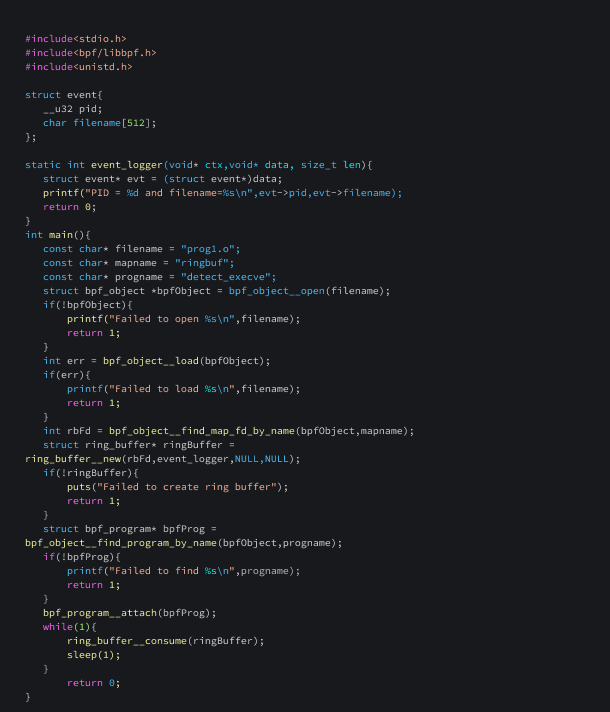 #include<stdio.h>
#include<bpf/libbpf.h>
#include<unistd.h>

struct event{
   __u32 pid;
   char filename[512];
};

static int event_logger(void* ctx,void* data, size_t len){
   struct event* evt = (struct event*)data;
   printf("PID = %d and filename=%s\n",evt->pid,evt->filename);
   return 0;
}
int main(){
   const char* filename = "prog1.o";
   const char* mapname = "ringbuf";
   const char* progname = "detect_execve";
   struct bpf_object *bpfObject = bpf_object__open(filename);
   if(!bpfObject){
       printf("Failed to open %s\n",filename);
       return 1;
   }
   int err = bpf_object__load(bpfObject);
   if(err){
       printf("Failed to load %s\n",filename);
       return 1;
   }
   int rbFd = bpf_object__find_map_fd_by_name(bpfObject,mapname);
   struct ring_buffer* ringBuffer =
ring_buffer__new(rbFd,event_logger,NULL,NULL);
   if(!ringBuffer){
       puts("Failed to create ring buffer");
       return 1;
   }
   struct bpf_program* bpfProg =
bpf_object__find_program_by_name(bpfObject,progname);
   if(!bpfProg){
       printf("Failed to find %s\n",progname);
       return 1;
   }
   bpf_program__attach(bpfProg);
   while(1){
       ring_buffer__consume(ringBuffer);
       sleep(1);
   }
       return 0;
}